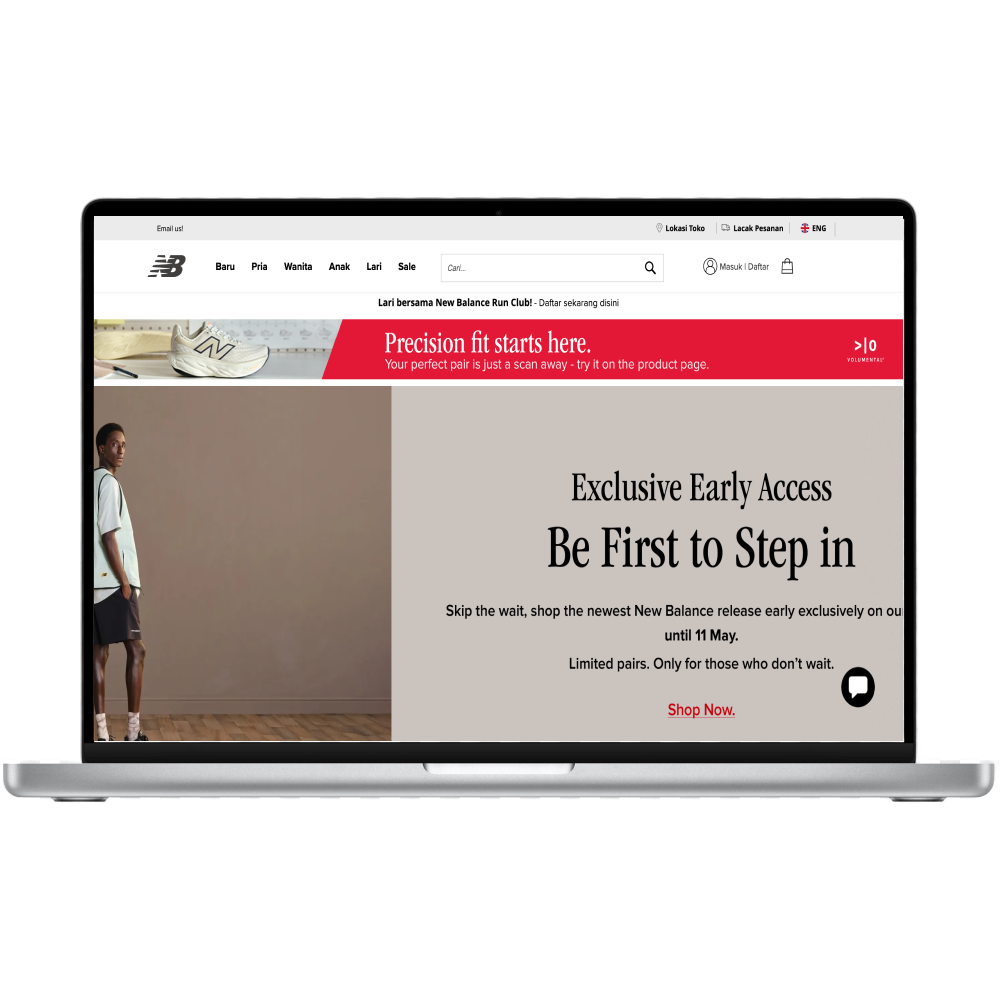 Email us!
Lokasi Toko
Lacak Pesanan
ENG
NB
Baru
Pria
Wanita
Anak
Lari
Sale
Cari...
Masuk | Daftar
Lari bersama New Balance Run Club! - Daftar sekarang disini
N
Precision fit starts here.
Your perfect pair is just a scan away - try it on the product page.
>|0
VOLUMENTAL
Exclusive Early Access
Be First to Step in
Skip the wait, shop the newest New Balance release early exclusively on ou
until 11 May.
Limited pairs. Only for those who don’t wait.
Shop Now.